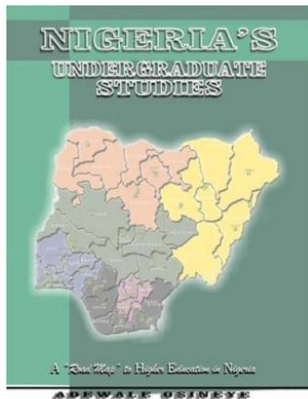 NIGERIA'S
UNDERGRADUATE
STUDIES
A "Road Map" to Higher Education in Nigeria
ADEWALE OSINEYE